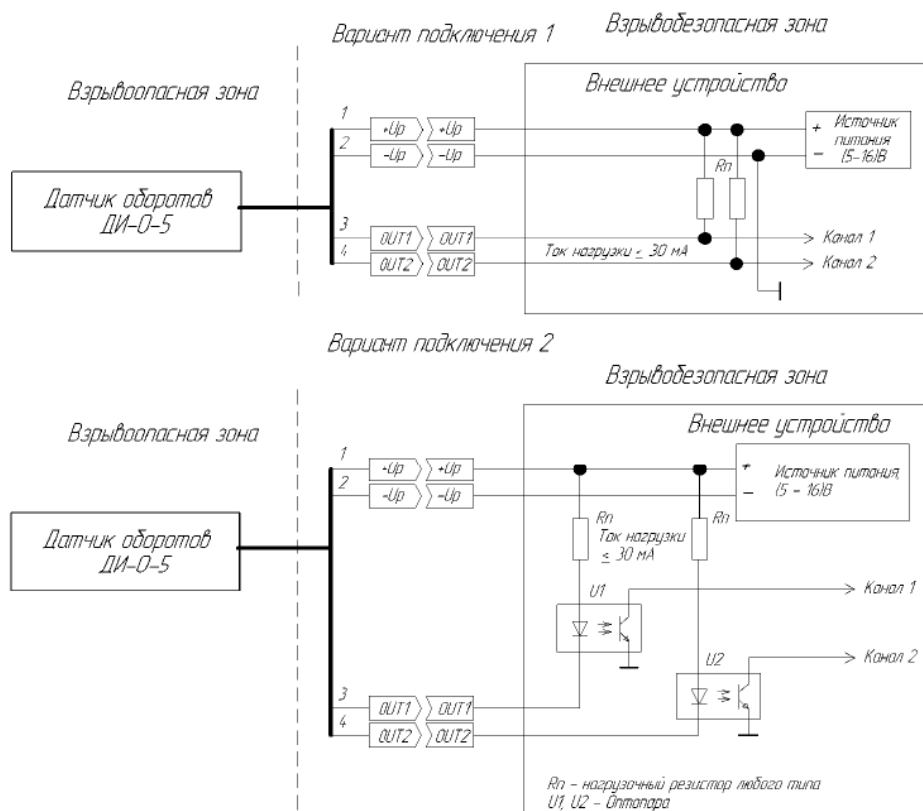 Вариант подключения 1
Взрывобезопасная зона
Взрывоопасная зона
Внешнее устройство
1
+Up
+Up
2
-Up
-Up
+ Источник
питания
- (5-16)В
Rn
Датчик оборотов
ДИ-О-5
3
OUT1
OUT1
4
OUT2
OUT2
Ток нагрузки ≤ 30 мА
Канал 1
Канал 2
Вариант подключения 2
Взрывобезопасная зона
Взрывоопасная зона
Внешнее устройство
1
+Up
+Up
2
-Up
-Up
+ Источник питания,
- (5 - 16)В
Rn
Rn
Ток нагрузки
≤ 30 мА
Датчик оборотов
ДИ-О-5
U1
Канал 1
U2
Канал 2
3
OUT1
OUT1
4
OUT2
OUT2
Rn - нагрузочный резистор любого типа
U1, U2 - Оптопара